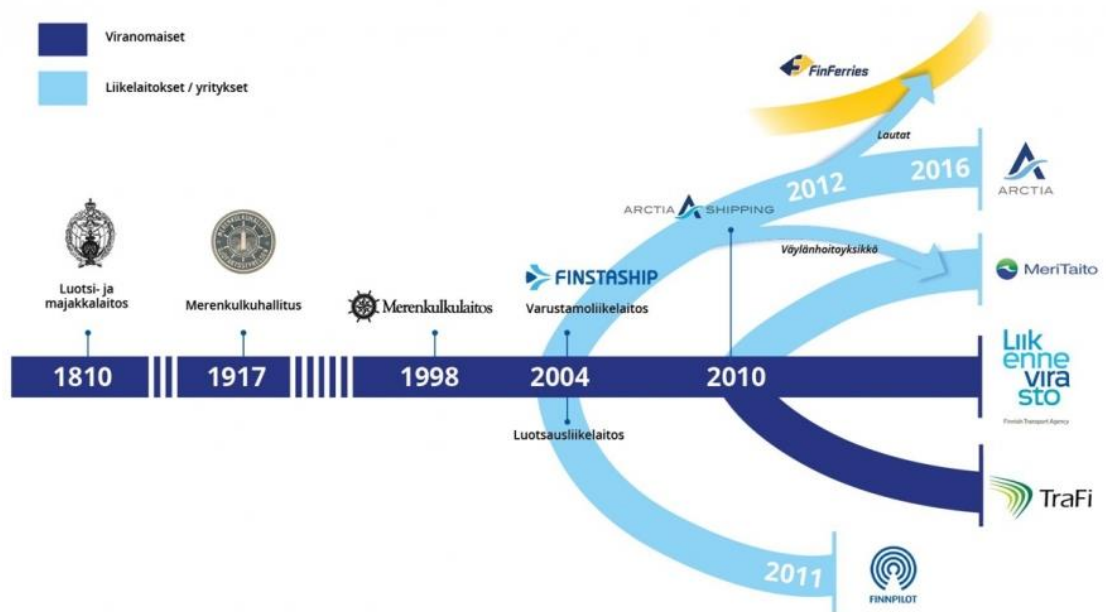 Viranomaiset
Liikelaitokset / yritykset
FinFerries
Lautat
2012
2016
ARCTIA
ARCTIA SHIPPING
Väylänhoitoyksikkö
MeriTaito
Luotsi- ja
majakkalaitos
MERENKULKUHALLITUS
Merenkulkuhallitus
Merenkulkulaitos
FINSTASHIP
Varustamoliikelaitos
1810
1917
1998
2004
2010
Liik
enne
vira
sto
Finnish Transport Agency
Luotsausliikelaitos
TraFi
2011
FINNPILOT